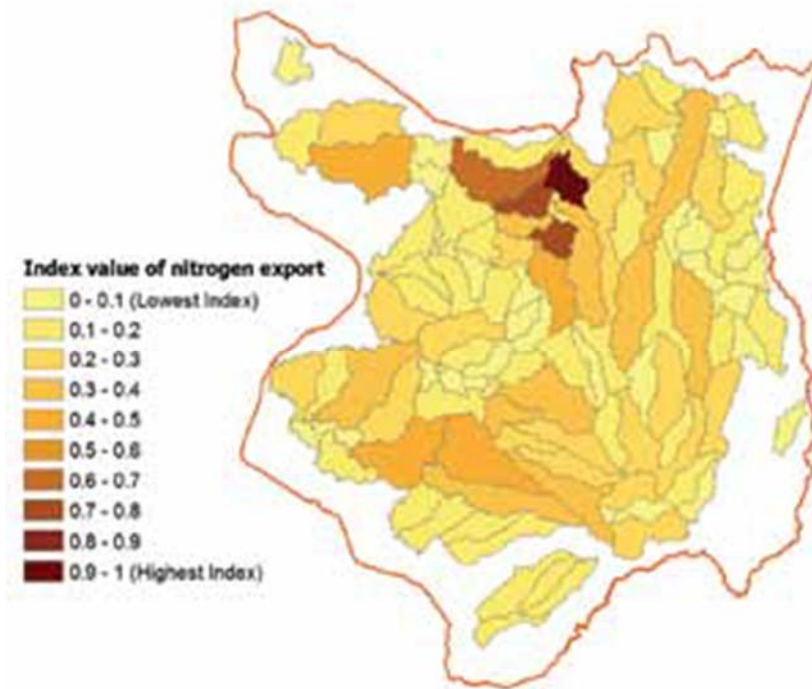 Index value of nitrogen export
0 - 0.1 (Lowest Index)
0.1 - 0.2
0.2 - 0.3
0.3 - 0.4
0.4 - 0.5
0.5 - 0.6
0.6 - 0.7
0.7 - 0.8
0.8 - 0.9
0.9 - 1 (Highest Index)